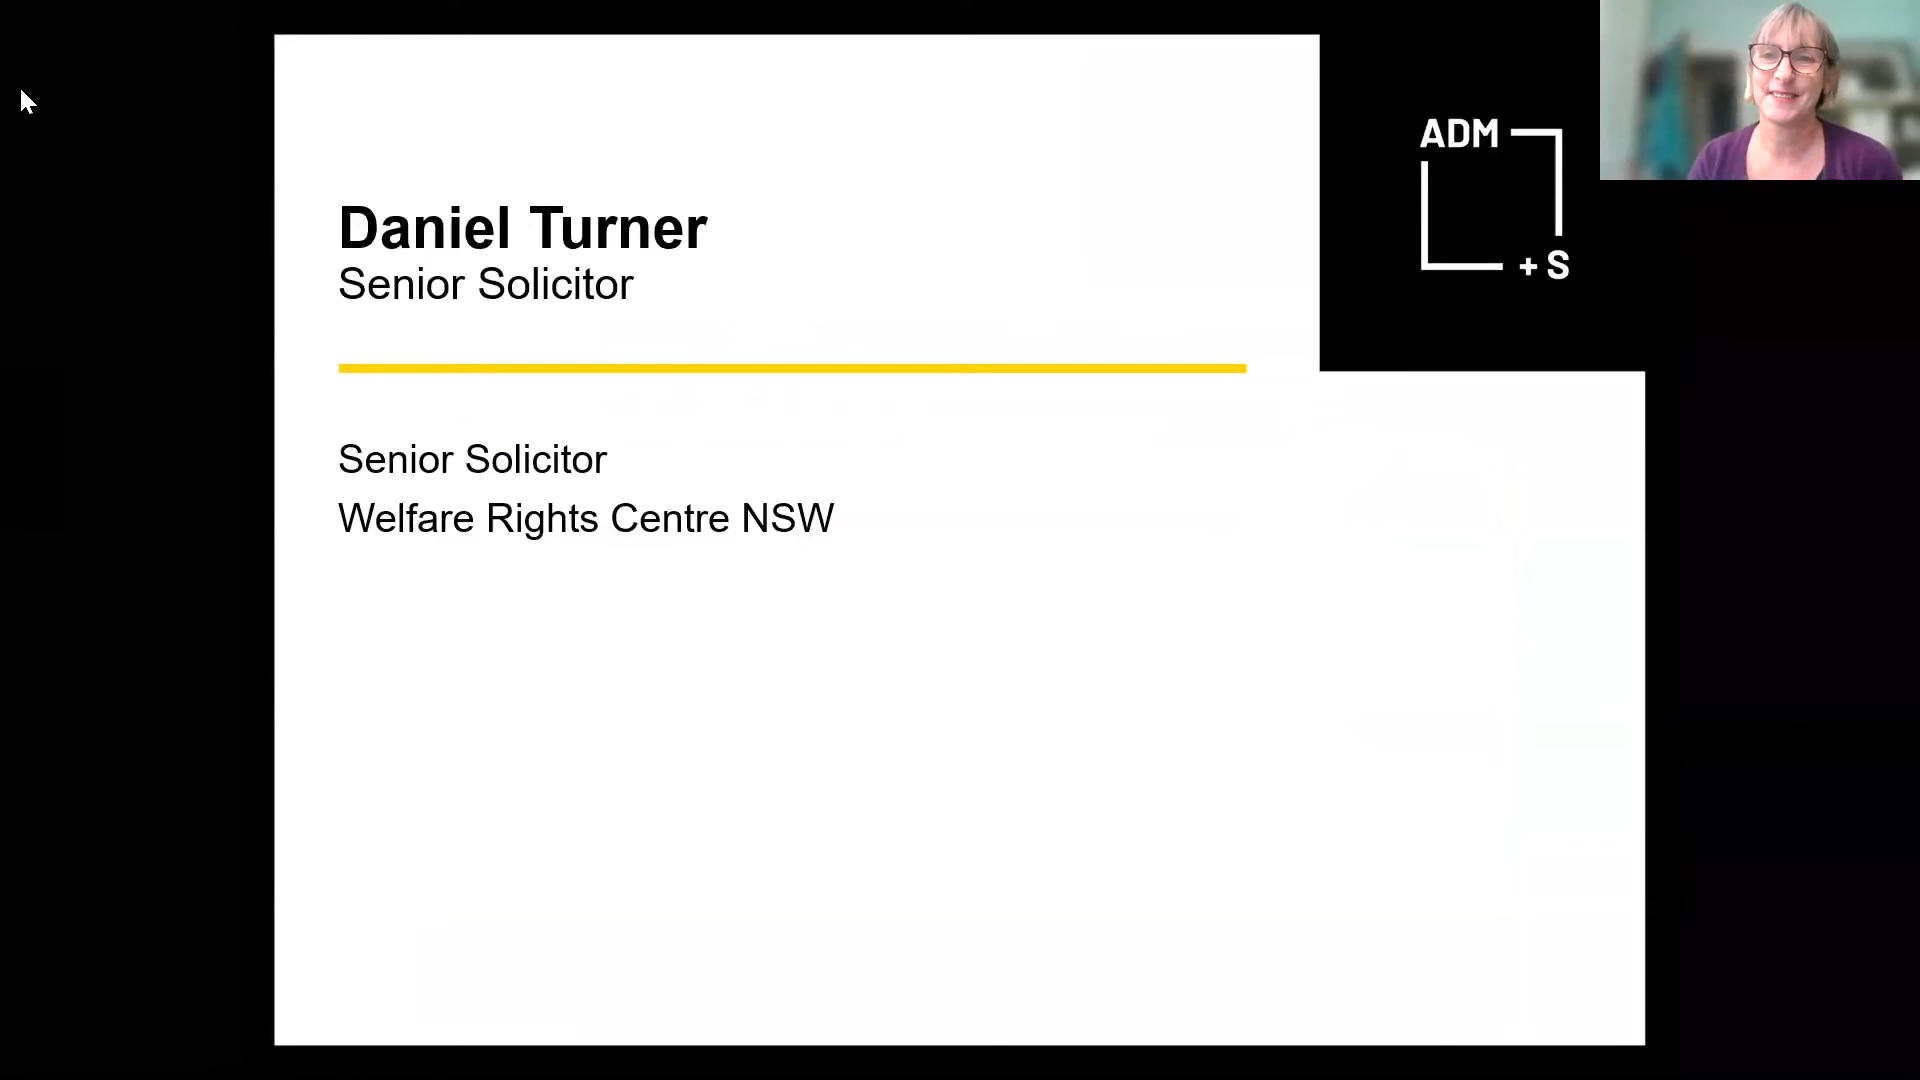 Daniel Turner
Senior Solicitor
Senior Solicitor
Welfare Rights Centre NSW
ADM
+ S